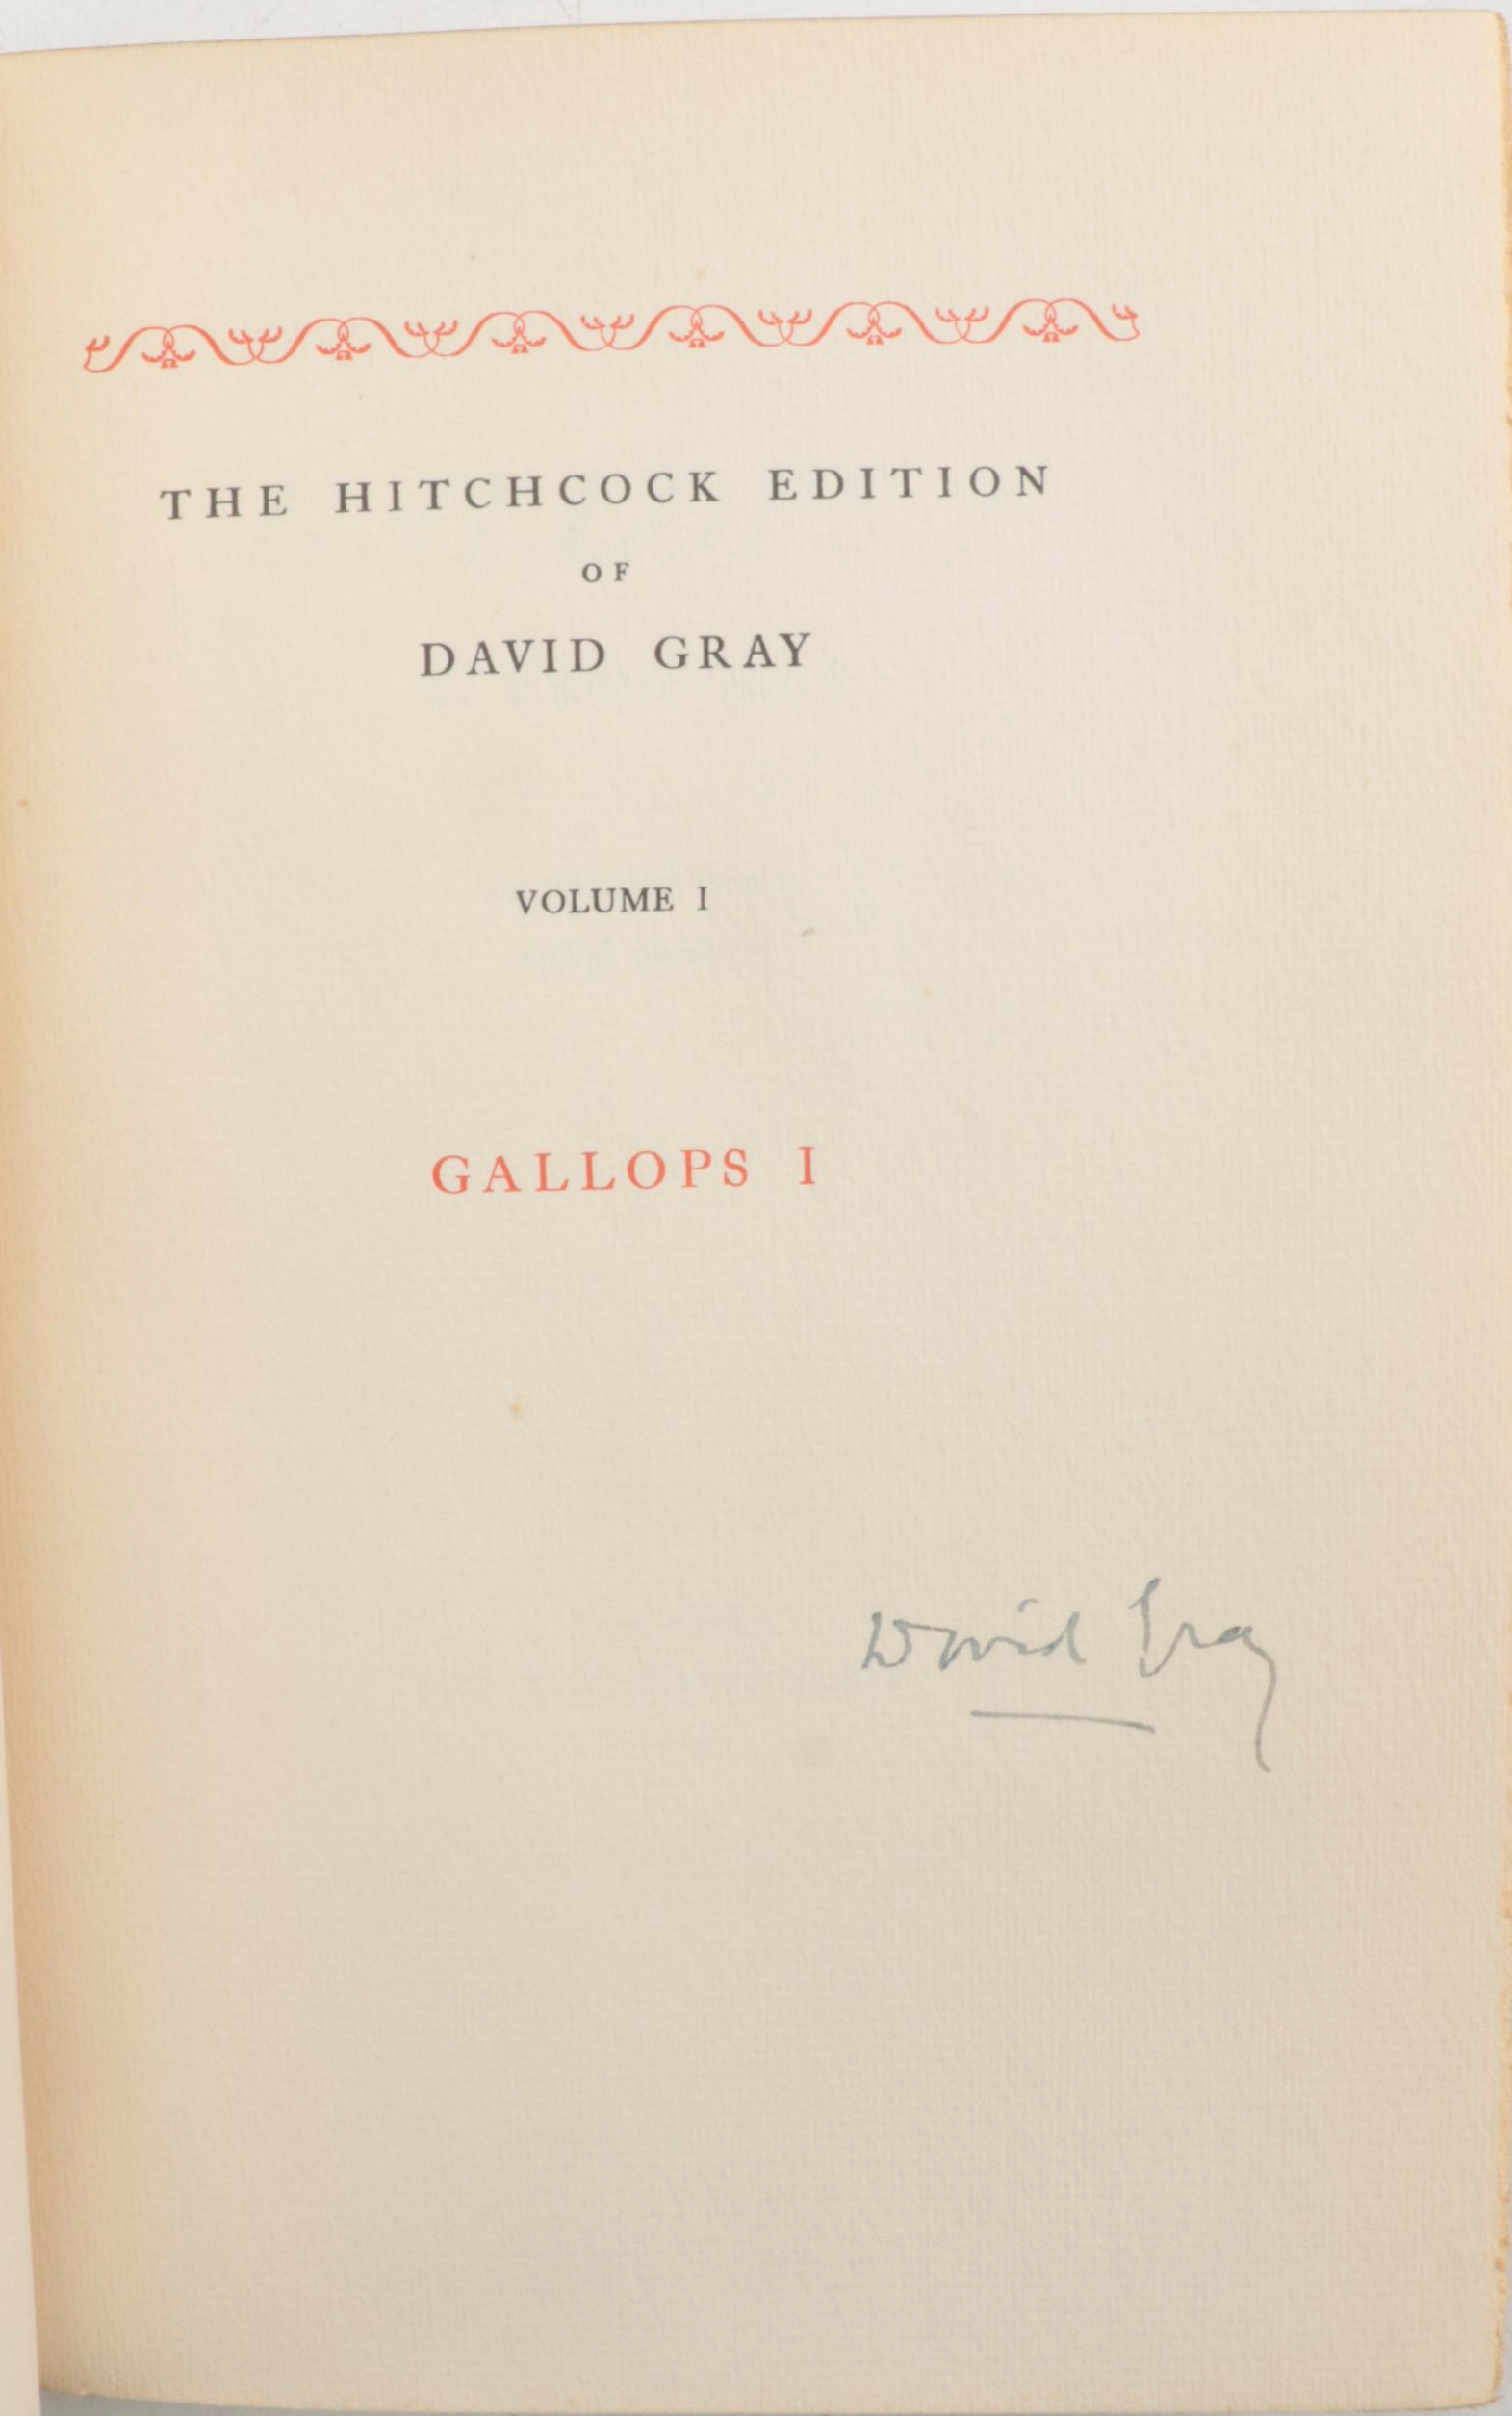 THE HITCHCOCK EDITION
OF
DAVID GRAY
VOLUME I
GALLOPS I
David Gray